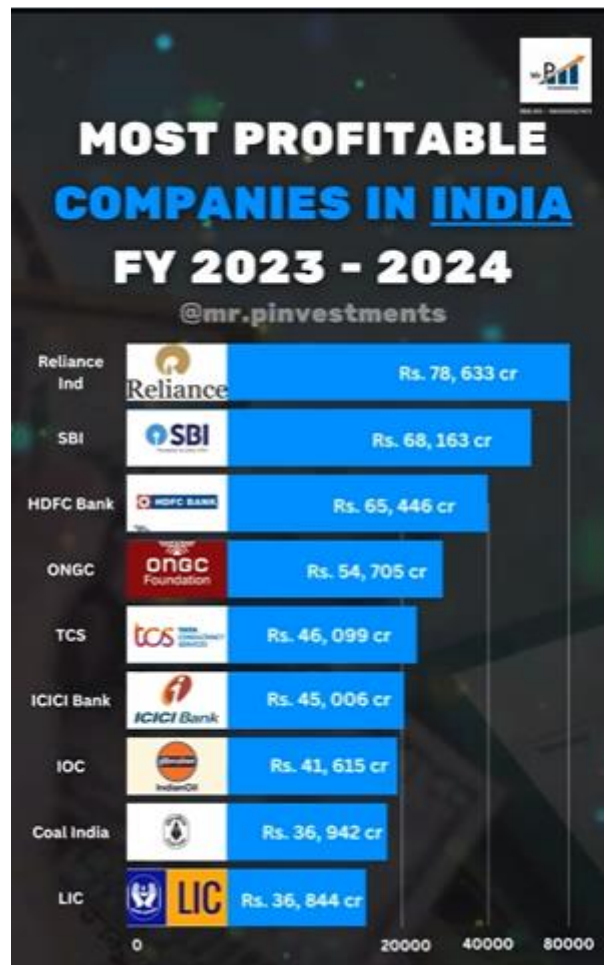 MOST PROFITABLE
COMPANIES IN INDIA
FY 2023 - 2024
@mr.pinvestments
Reliance
Ind
Reliance
Rs. 78, 633 cr
SBI
SBI
Rs. 68, 163 cr
HDFC Bank
HDFC BANK
Rs. 65, 446 cr
ONGC
ongc
Foundation
Rs. 54, 705 cr
TCS
tcs TATA
CONSULTANCY
SERVICES
Rs. 46, 099 cr
ICICI Bank
ICICI Bank
Rs. 45, 006 cr
IOC
IndianOil
Rs. 41, 615 cr
Coal India
Rs. 36, 942 cr
LIC
LIC
Rs. 36, 844 cr
0 20000 40000 80000